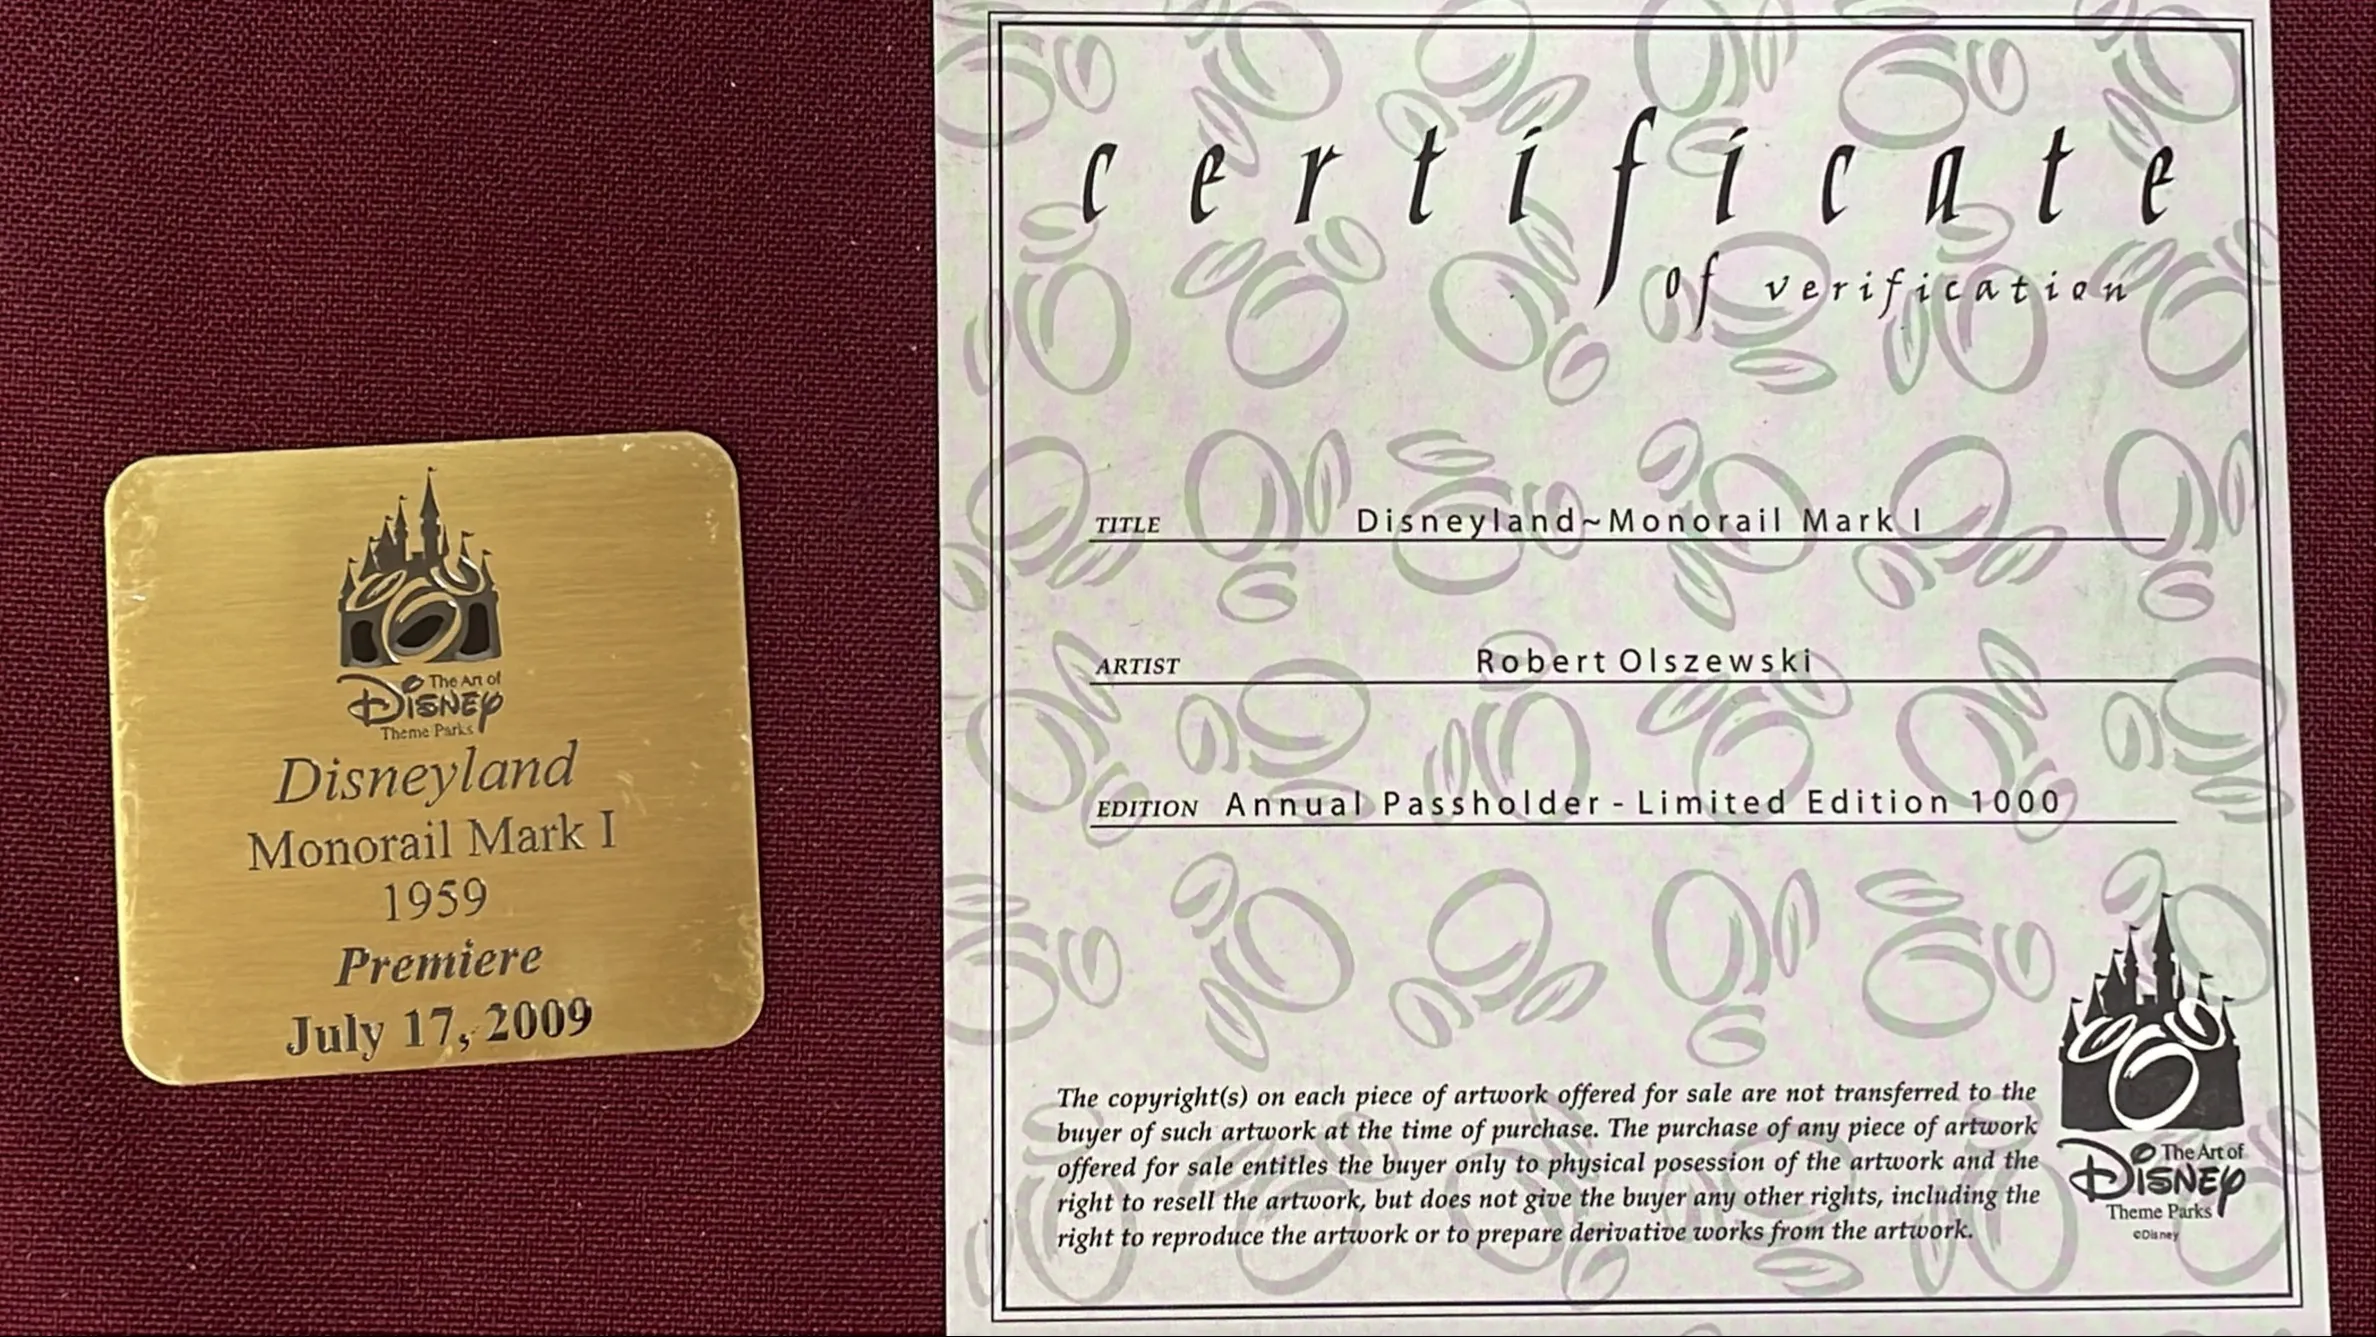 The Art of
Disney
Theme Parks
Disneyland
Monorail Mark I
1959
Premiere
July 17, 2009
certificate
of verification
TITLE Disneyland~Monorail Mark I
ARTIST Robert Olszewski
EDITION Annual Passholder - Limited Edition 1000
The copyright(s) on each piece of artwork offered for sale are not transferred to the
buyer of such artwork at the time of purchase. The purchase of any piece of artwork
offered for sale entitles the buyer only to physical posession of the artwork and the
right to resell the artwork, but does not give the buyer any other rights, including the
right to reproduce the artwork or to prepare derivative works from the artwork.
The Art of
Disney
Theme Parks
©Disney